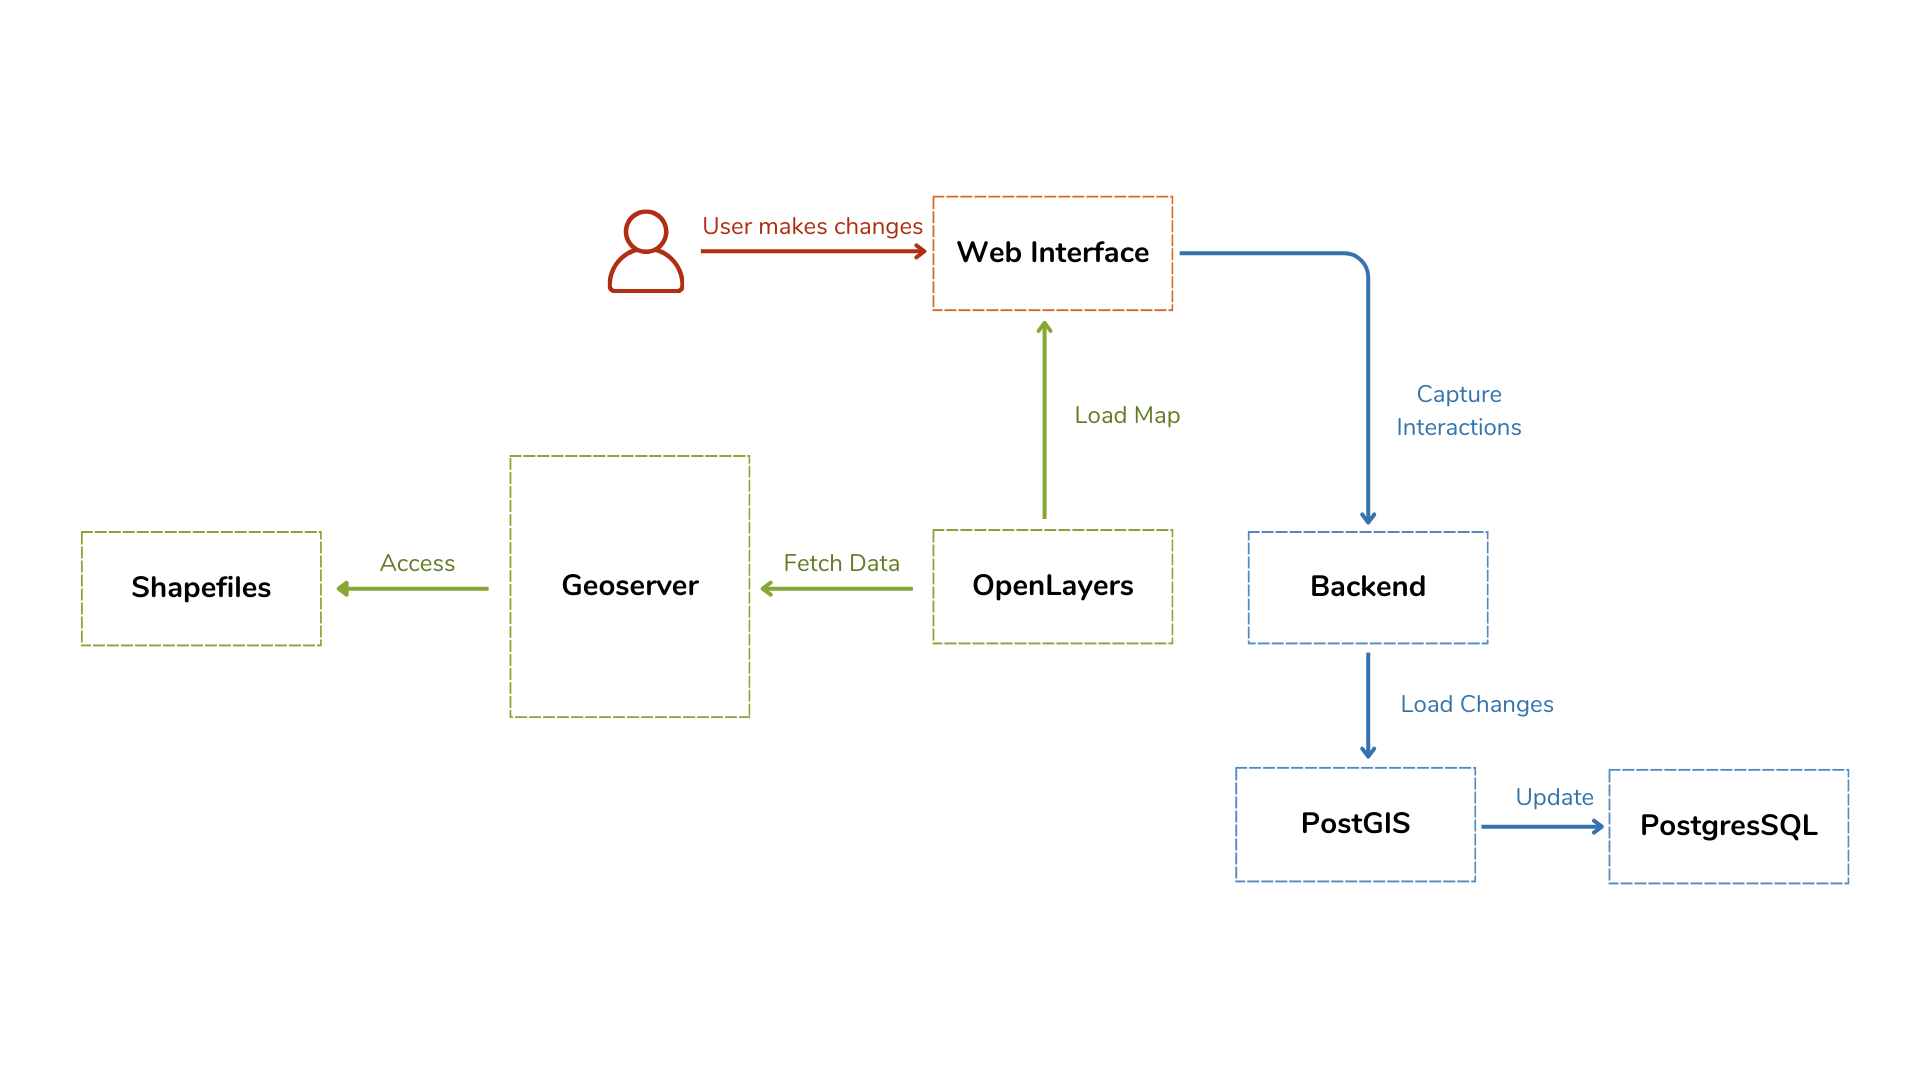 User makes changes
Web Interface
Load Map
Capture
Interactions
Shapefiles
Access
Geoserver
Fetch Data
OpenLayers
Backend
Load Changes
PostGIS
Update
PostgresSQL